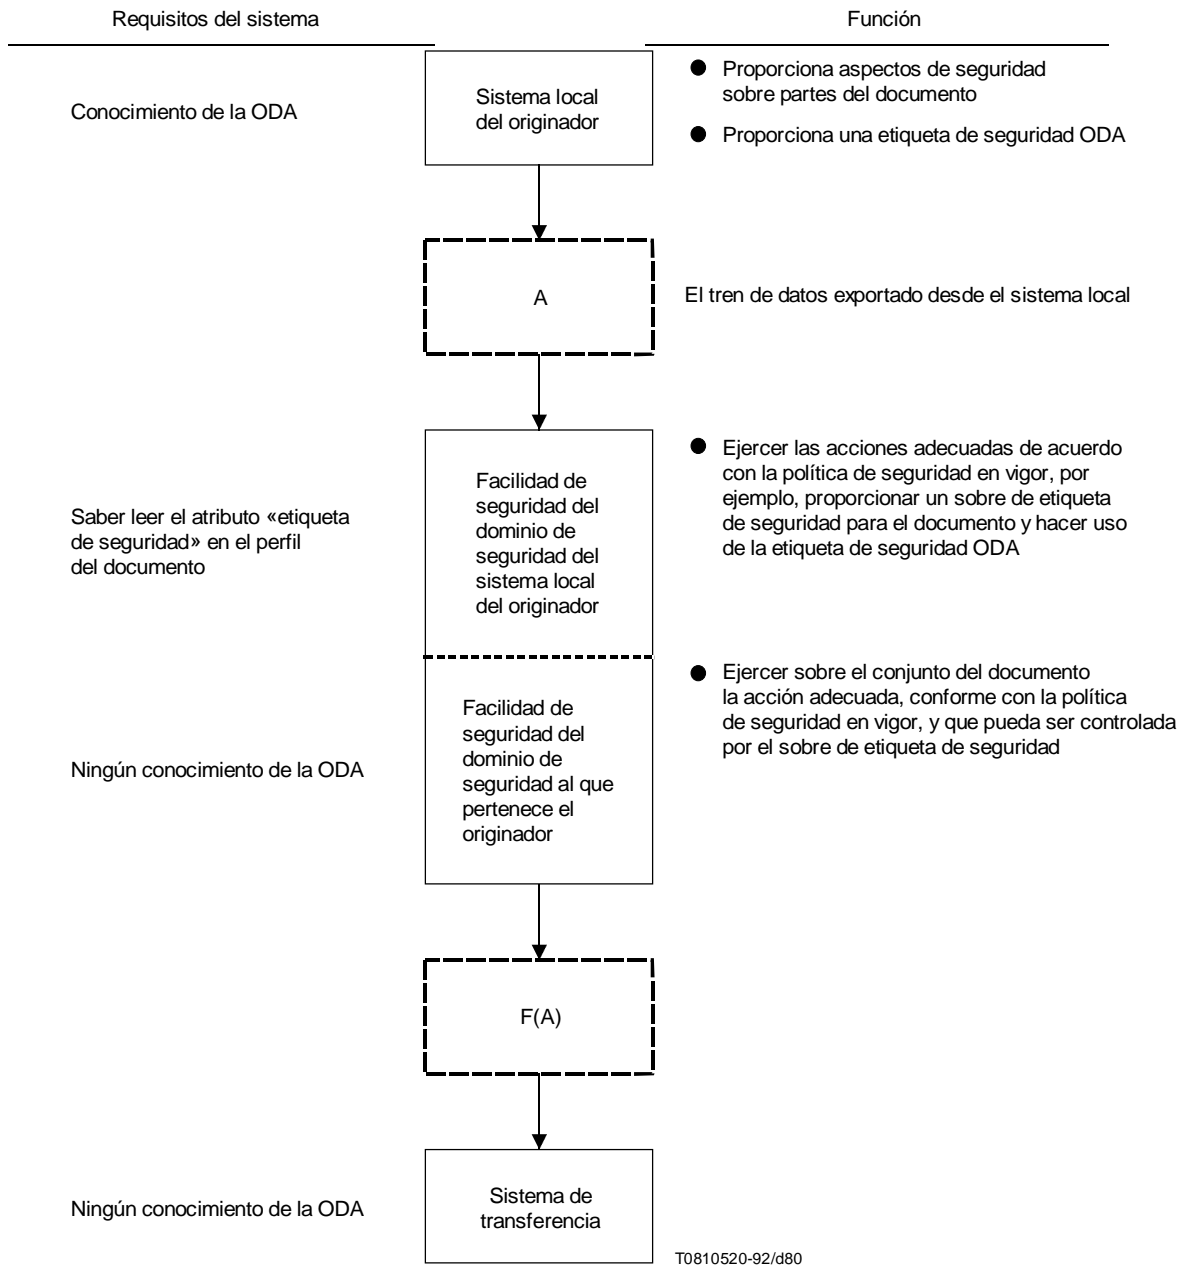 Requisitos del sistema
Función
Conocimiento de la ODA
Sistema local
del originador
● Proporciona aspectos de seguridad
sobre partes del documento
● Proporciona una etiqueta de seguridad ODA
A
El tren de datos exportado desde el sistema local
Saber leer el atributo «etiqueta
de seguridad» en el perfil
del documento
Facilidad de
seguridad del
dominio de
seguridad del
sistema local
del originador
● Ejercer las acciones adecuadas de acuerdo
con la política de seguridad en vigor, por
ejemplo, proporcionar un sobre de etiqueta
de seguridad para el documento y hacer uso
de la etiqueta de seguridad ODA
Ningún conocimiento de la ODA
Facilidad de
seguridad del
dominio de
seguridad al que
pertenece el
originador
● Ejercer sobre el conjunto del documento
la acción adecuada, conforme con la política
de seguridad en vigor, y que pueda ser controlada
por el sobre de etiqueta de seguridad
F(A)
Ningún conocimiento de la ODA
Sistema de
transferencia
T0810520-92/d80